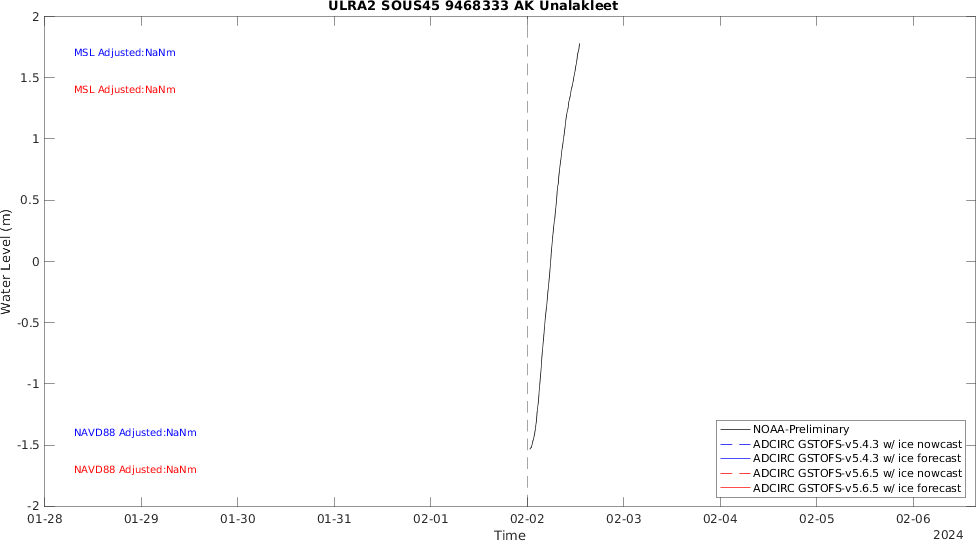 ULRA2 SOUS45 9468333 AK Unalakleet
2
MSL Adjusted:NaNm
1.5
MSL Adjusted:NaNm
1
0.5
Water Level (m)
0
-0.5
-1
NAVD88 Adjusted:NaNm
-1.5
NAVD88 Adjusted:NaNm
-2
NOAA-Preliminary
ADCIRC GSTOFS-v5.4.3 w/ ice nowcast
ADCIRC GSTOFS-v5.4.3 w/ ice forecast
ADCIRC GSTOFS-v5.6.5 w/ ice nowcast
ADCIRC GSTOFS-v5.6.5 w/ ice forecast
01-28 01-29 01-30 01-31 02-01 02-02 02-03 02-04 02-05 02-06
Time
2024